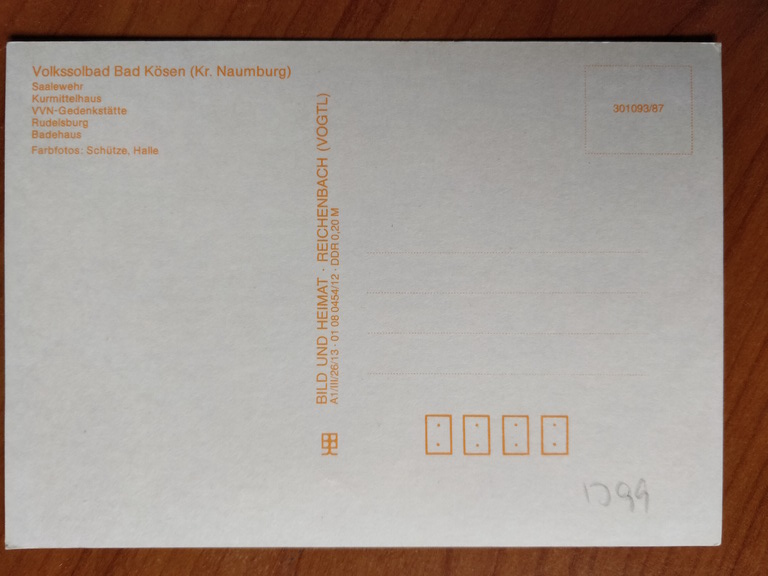 Volkssolbad Bad Kösen (Kr. Naumburg)
Saalewehr
Kurmittelhaus
VVN-Gedenkstätte
Rudelsburg
Badehaus
Farbfotos: Schütze, Halle
BILD UND HEIMAT · REICHENBACH (VOGTL)
A1/III/26/13 · 01 08 0454/12 · DDR 0,20 M
301093/87